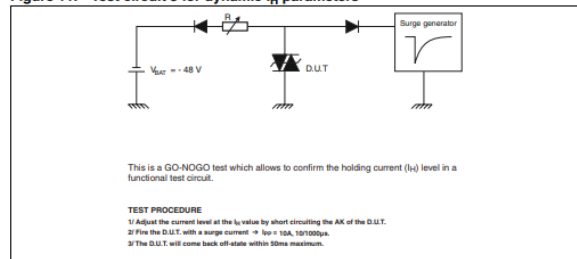 Figure 11. Test circuit 3 for dynamic IH parameters
R
Surge generator
VBAT = - 48 V
D.U.T
This is a GO-NOGO test which allows to confirm the holding current (IH) level in a
functional test circuit.
TEST PROCEDURE
1/ Adjust the current level at the IH value by short circuiting the AK of the D.U.T.
2/ Fire the D.U.T. with a surge current → IPP = 10A, 10/1000µs.
3/ The D.U.T. will come back off-state within 50ms maximum.